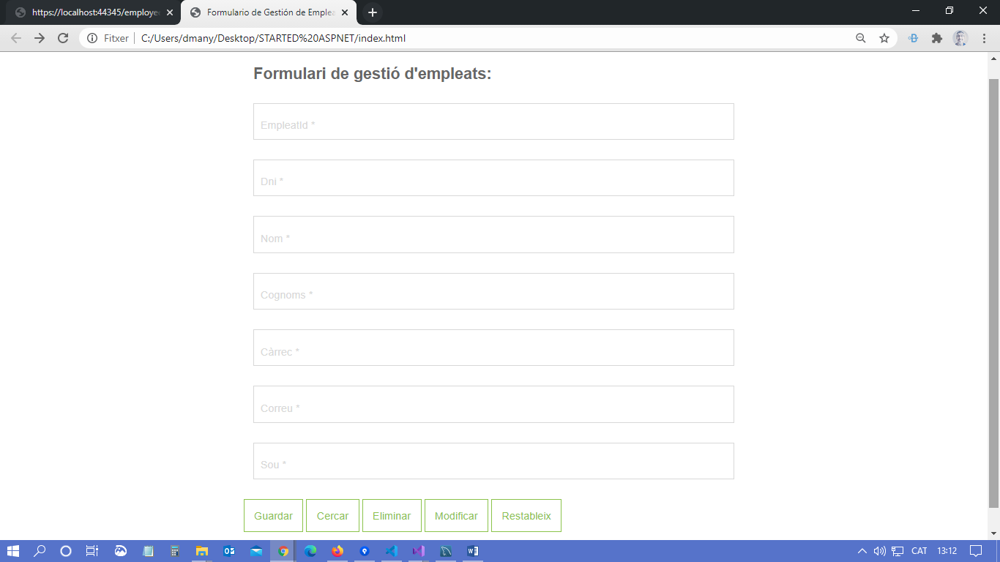 https://localhost:44345/employe
Formulario de Gestión de Emplea
Fitxer
C:/Users/dmany/Desktop/STARTED%20ASPNET/index.html
Formulari de gestió d'empleats:
EmpleatId *
Dni *
Nom *
Cognoms *
Càrrec *
Correu *
Sou *
Guardar Cercar Eliminar Modificar Restableix
CAT 13:12